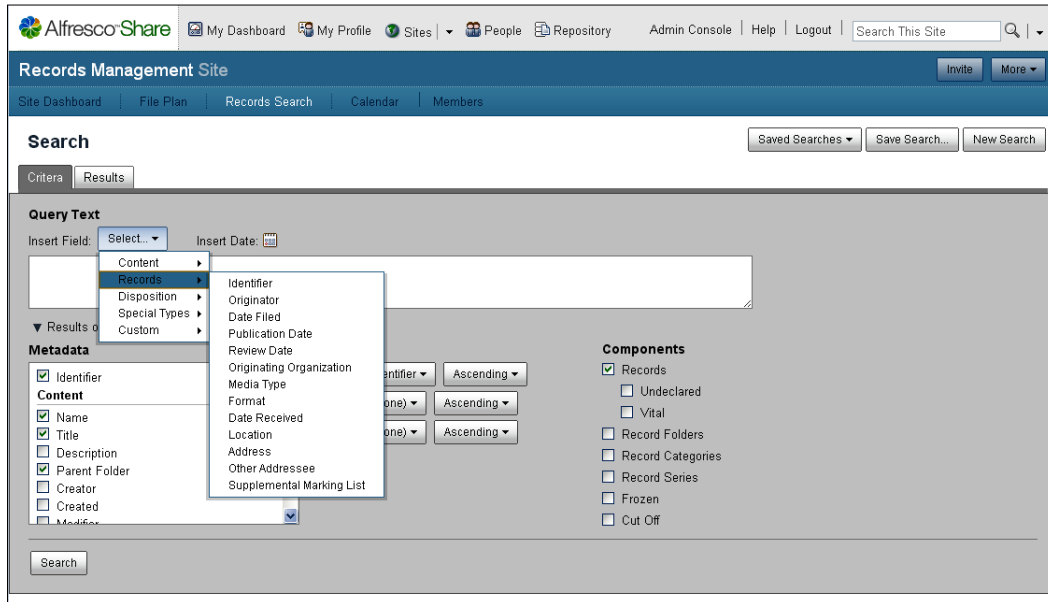 Alfresco Share My Dashboard My Profile Sites People Repository Admin Console Help Logout Search This Site
Records Management Site Invite More
Site Dashboard File Plan Records Search Calendar Members
Search Saved Searches Save Search... New Search
Critera Results
Query Text
Insert Field: Select... Insert Date:
Content
Records
Disposition
Special Types
Custom
Identifier
Originator
Date Filed
Publication Date
Review Date
Originating Organization
Media Type
Format
Date Received
Location
Address
Other Addressee
Supplemental Marking List
Results
Metadata
Identifier
Content
Name
Title
Description
Parent Folder
Creator
Created
Modifier
Ascending
Ascending
Ascending
Components
Records
Undeclared
Vital
Record Folders
Record Categories
Record Series
Frozen
Cut Off
Search